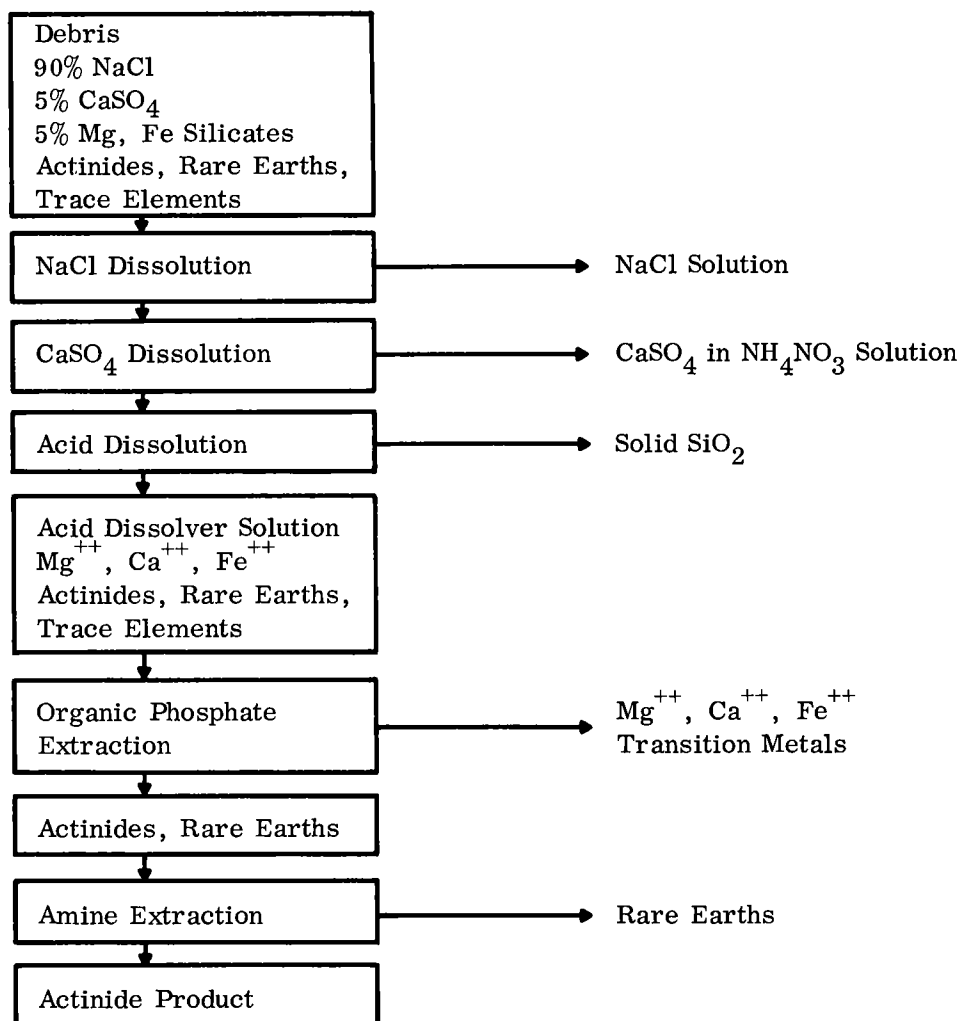 Debris
90% NaCl
5% CaSO4
5% Mg, Fe Silicates
Actinides, Rare Earths,
Trace Elements
NaCl Dissolution
NaCl Solution
CaSO4 Dissolution
CaSO4 in NH4NO3 Solution
Acid Dissolution
Solid SiO2
Acid Dissolver Solution
Mg++, Ca++, Fe++
Actinides, Rare Earths,
Trace Elements
Organic Phosphate
Extraction
Mg++, Ca++, Fe++
Transition Metals
Actinides, Rare Earths
Amine Extraction
Rare Earths
Actinide Product